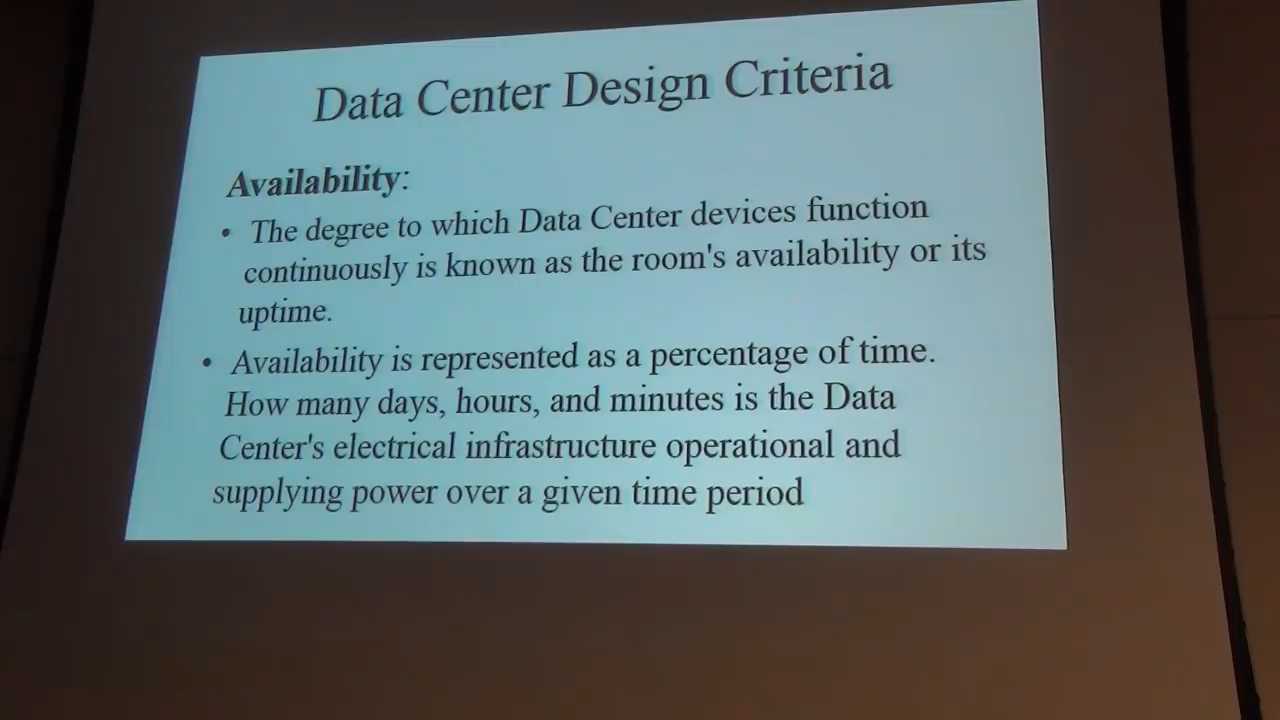 Data Center Design Criteria
Availability:
• The degree to which Data Center devices function
continuously is known as the room's availability or its
uptime.
• Availability is represented as a percentage of time.
How many days, hours, and minutes is the Data
Center's electrical infrastructure operational and
supplying power over a given time period